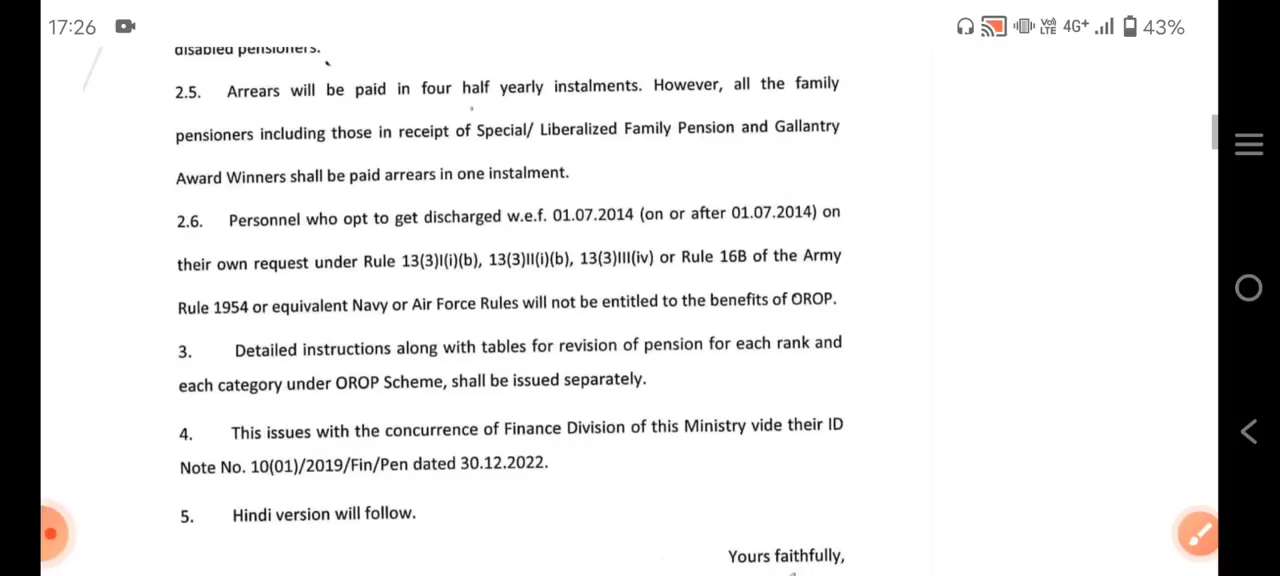 17:26
Vo)) LTE 4G+ 43%
disabled pensioners.
2.5. Arrears will be paid in four half yearly instalments. However, all the family
pensioners including those in receipt of Special/ Liberalized Family Pension and Gallantry
Award Winners shall be paid arrears in one instalment.
2.6. Personnel who opt to get discharged w.e.f. 01.07.2014 (on or after 01.07.2014) on
their own request under Rule 13(3)I(i)(b), 13(3)II(i)(b), 13(3)III(iv) or Rule 16B of the Army
Rule 1954 or equivalent Navy or Air Force Rules will not be entitled to the benefits of OROP.
3. Detailed instructions along with tables for revision of pension for each rank and
each category under OROP Scheme, shall be issued separately.
4. This issues with the concurrence of Finance Division of this Ministry vide their ID
Note No. 10(01)/2019/Fin/Pen dated 30.12.2022.
5. Hindi version will follow.
Yours faithfully,